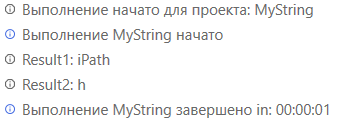 Выполнение начато для проекта: MyString
Выполнение MyString начато
Result1: iPath
Result2: h
Выполнение MyString завершено in: 00:00:01